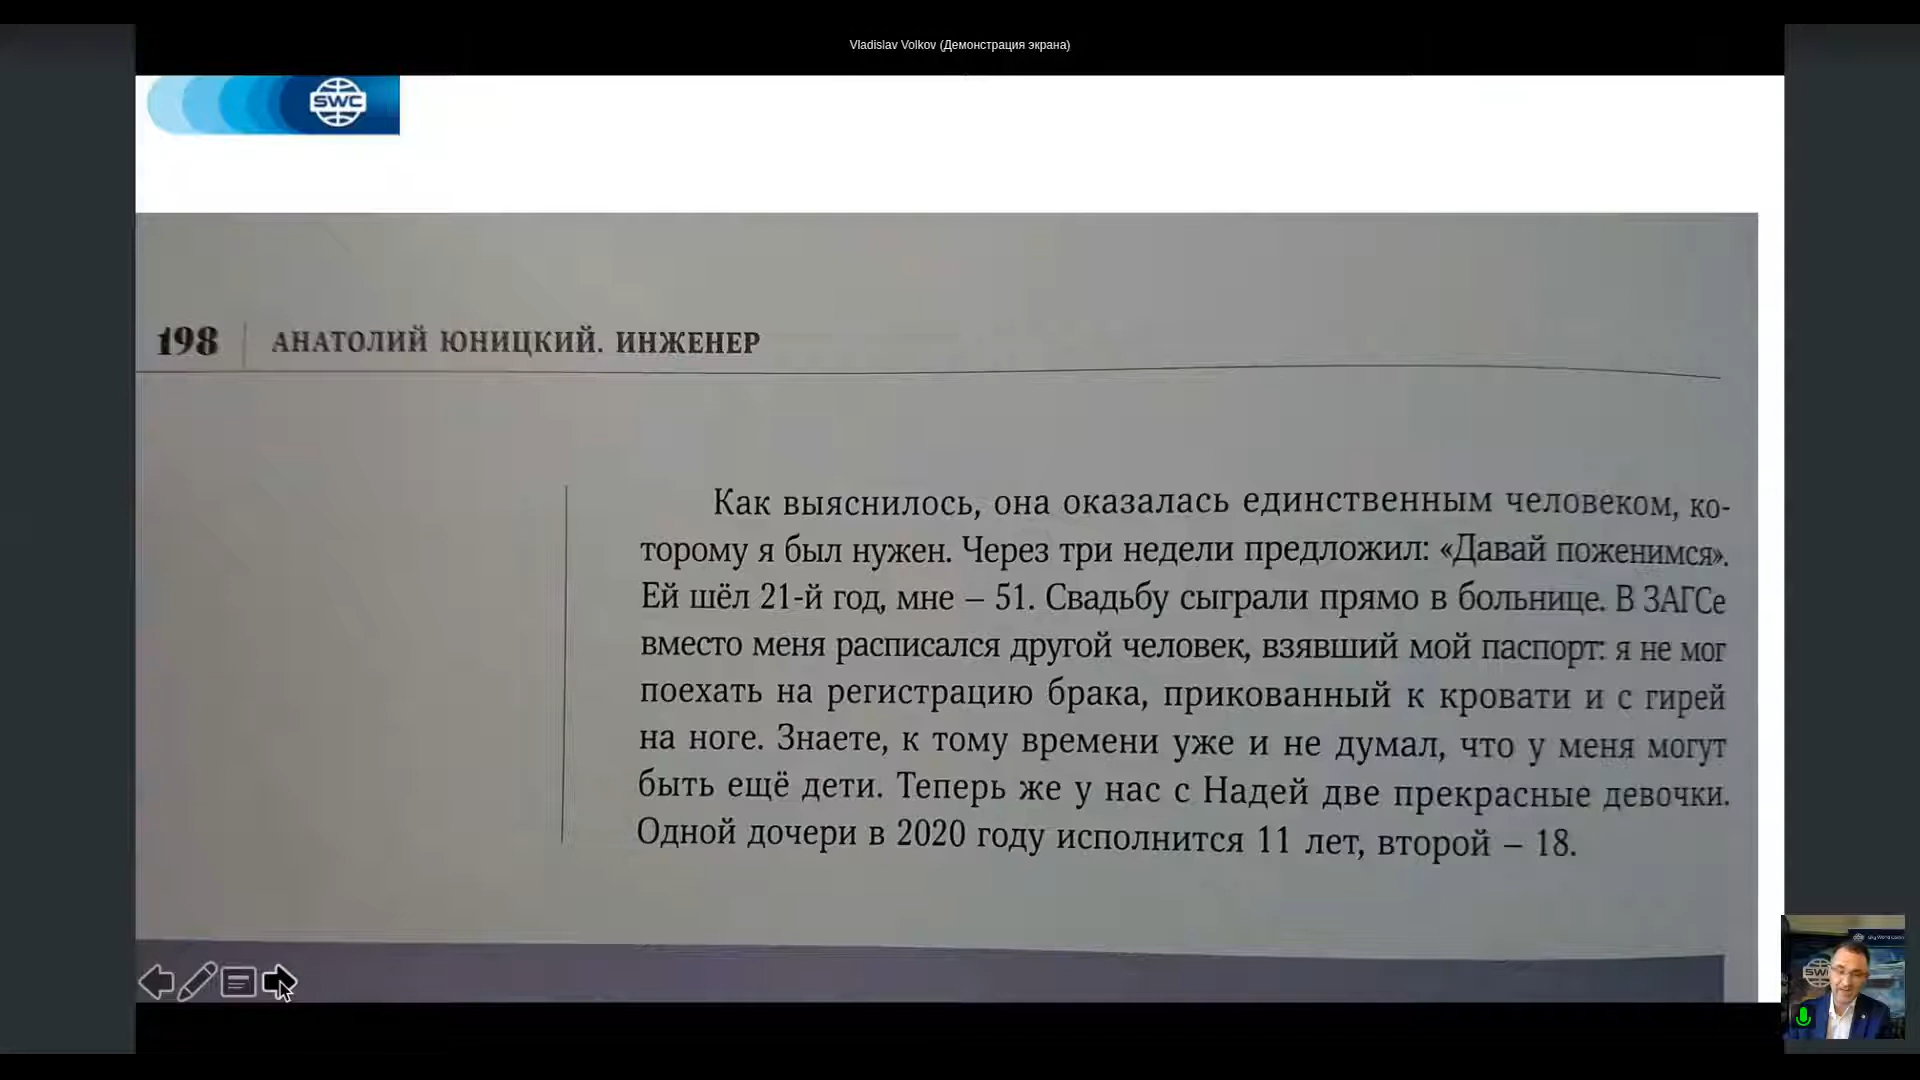 Vladislav Volkov (Демонстрация экрана)
SWC
198 АНАТОЛИЙ ЮНИЦКИЙ. ИНЖЕНЕР
Как выяснилось, она оказалась единственным человеком, ко-
торому я был нужен. Через три недели предложил: «Давай поженимся».
Ей шёл 21-й год, мне – 51. Свадьбу сыграли прямо в больнице. В ЗАГСе
вместо меня расписался другой человек, взявший мой паспорт: я не мог
поехать на регистрацию брака, прикованный к кровати и с гирей
на ноге. Знаете, к тому времени уже и не думал, что у меня могут
быть ещё дети. Теперь же у нас с Надей две прекрасные девочки.
Одной дочери в 2020 году исполнится 11 лет, второй – 18.